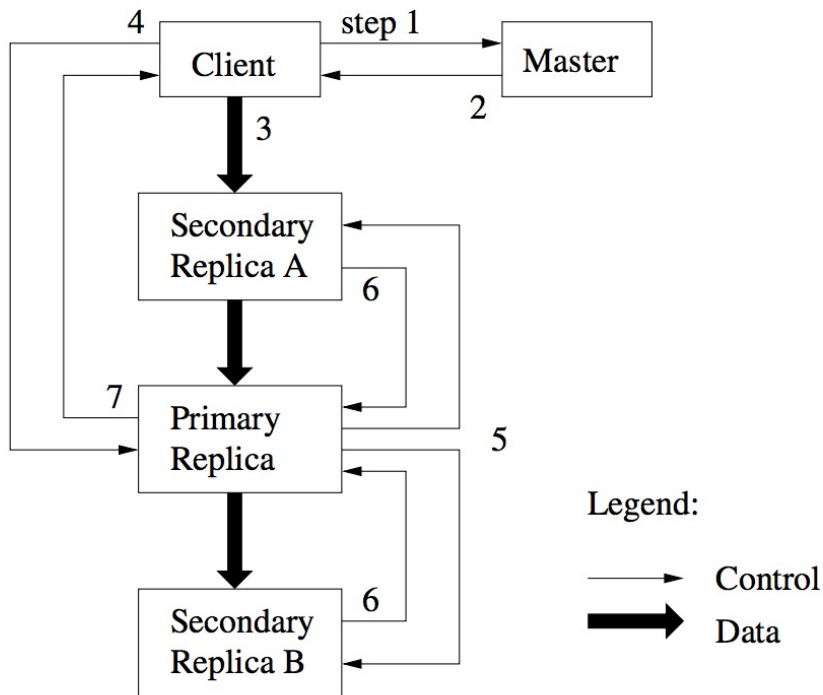 4
step 1
Client
Master
2
3
Secondary
Replica A
6
7
Primary
Replica
5
Legend:
Control
6
Secondary
Replica B
Data